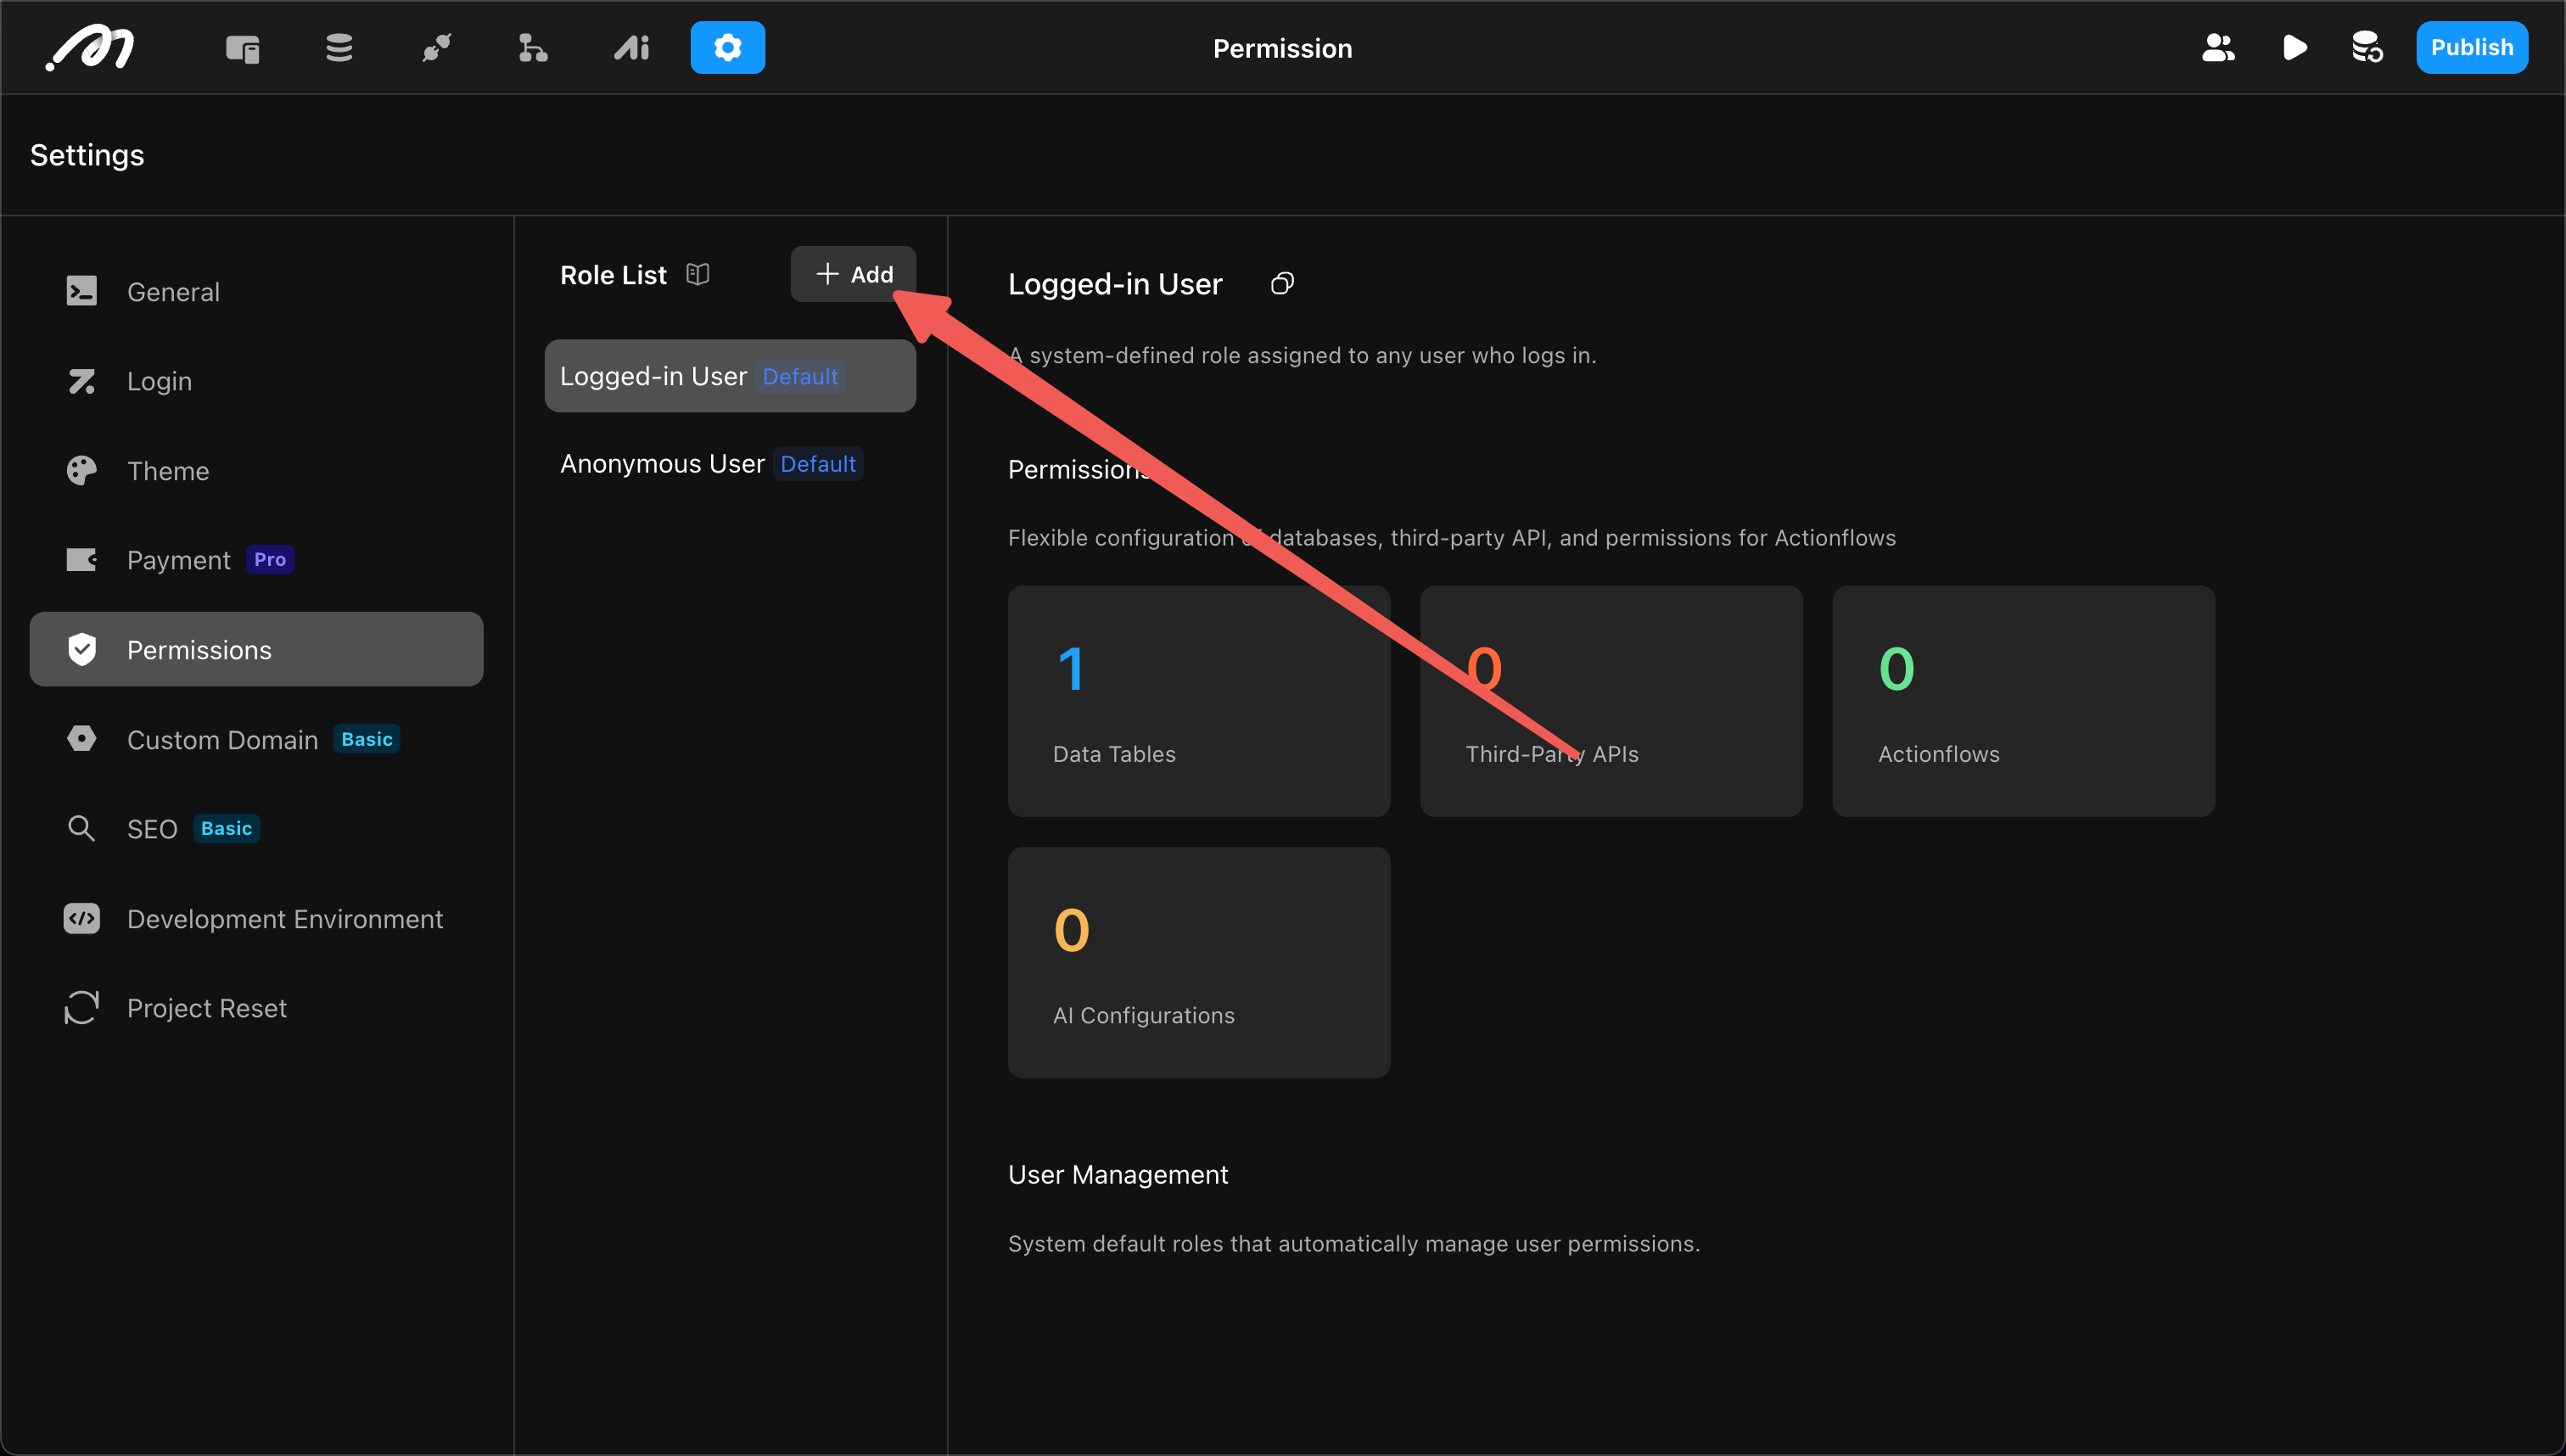 Permission
Publish
Settings
General
Login
Theme
Payment Pro
Permissions
Custom Domain Basic
SEO Basic
Development Environment
Project Reset
Role List
Add
Logged-in User Default
Anonymous User Default
Logged-in User
A system-defined role assigned to any user who logs in.
Permissions
Flexible configuration of databases, third-party API, and permissions for Actionflows
1
Data Tables
0
Third-Party APIs
0
Actionflows
0
AI Configurations
User Management
System default roles that automatically manage user permissions.